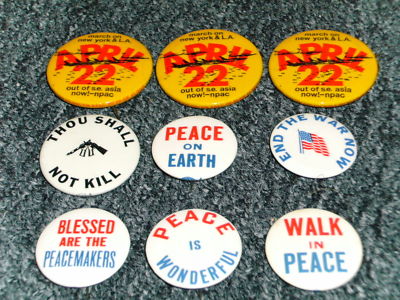 march on
new york & L.A.
APRIL
22
out of s.e. asia
now!-npac
march on
new york & L.A.
APRIL
22
out of s.e. asia
now!-npac
march on
new york & L.A.
APRIL
22
out of s.e. asia
now!-npac
THOU SHALL
NOT KILL
PEACE
ON
EARTH
END THE WAR NOW
BLESSED
ARE THE
PEACEMAKERS
PEACE
IS
WONDERFUL
WALK
IN
PEACE